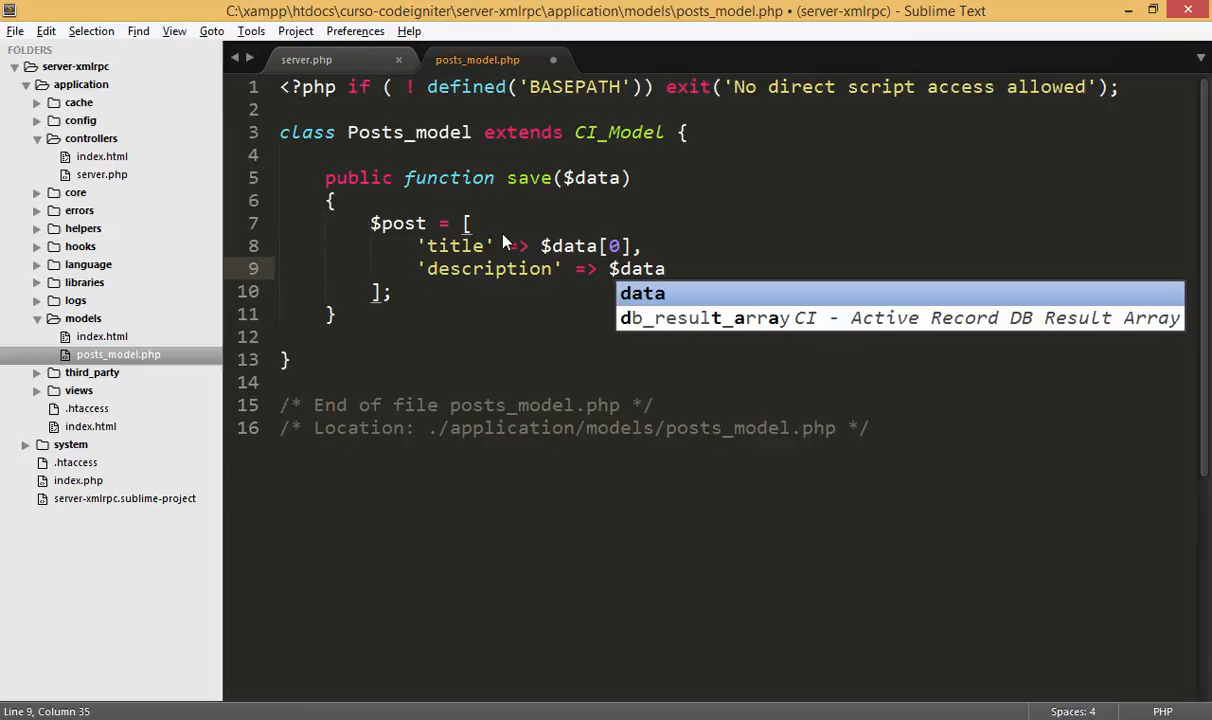 C:\xampp\htdocs\curso-codeigniter\server-xmlrpc\application\models\posts_model.php • (server-xmlrpc) - Sublime Text
File Edit Selection Find View Goto Tools Project Preferences Help
FOLDERS
server-xmlrpc
application
cache
config
controllers
index.html
server.php
core
errors
helpers
hooks
language
libraries
logs
models
index.html
posts_model.php
third_party
views
.htaccess
index.html
system
.htaccess
index.php
server-xmlrpc.sublime-project
server.php posts_model.php
1 <?php if ( ! defined('BASEPATH')) exit('No direct script access allowed');
2
3 class Posts_model extends CI_Model {
4
5 public function save($data)
6 {
7 $post = [
8 'title' => $data[0],
9 'description' => $data
10 ];
11 }
12
13 }
14
15 /* End of file posts_model.php */
16 /* Location: ./application/models/posts_model.php */
data
db_result_array CI - Active Record DB Result Array
Line 9, Column 35 Spaces: 4 PHP